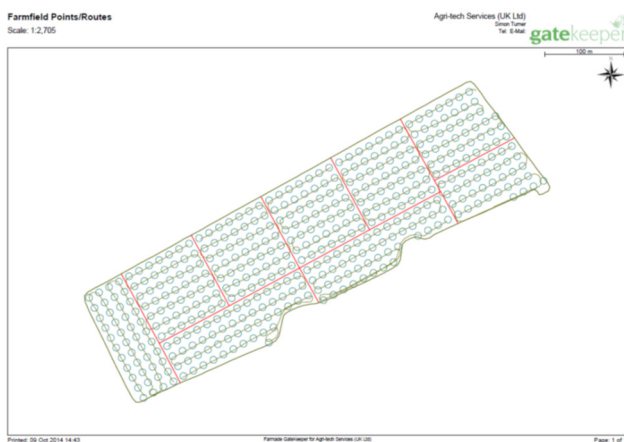 Farmfield Points/Routes
Scale: 1:2,705
Agri-tech Services (UK Ltd)
Simon Turner
Tel: E-Mail:
gatekeeper
100 m
N
Printed: 09 Oct 2014 14:43
Farmade Gatekeeper for Agri-tech Services (UK Ltd)
Page: 1 of